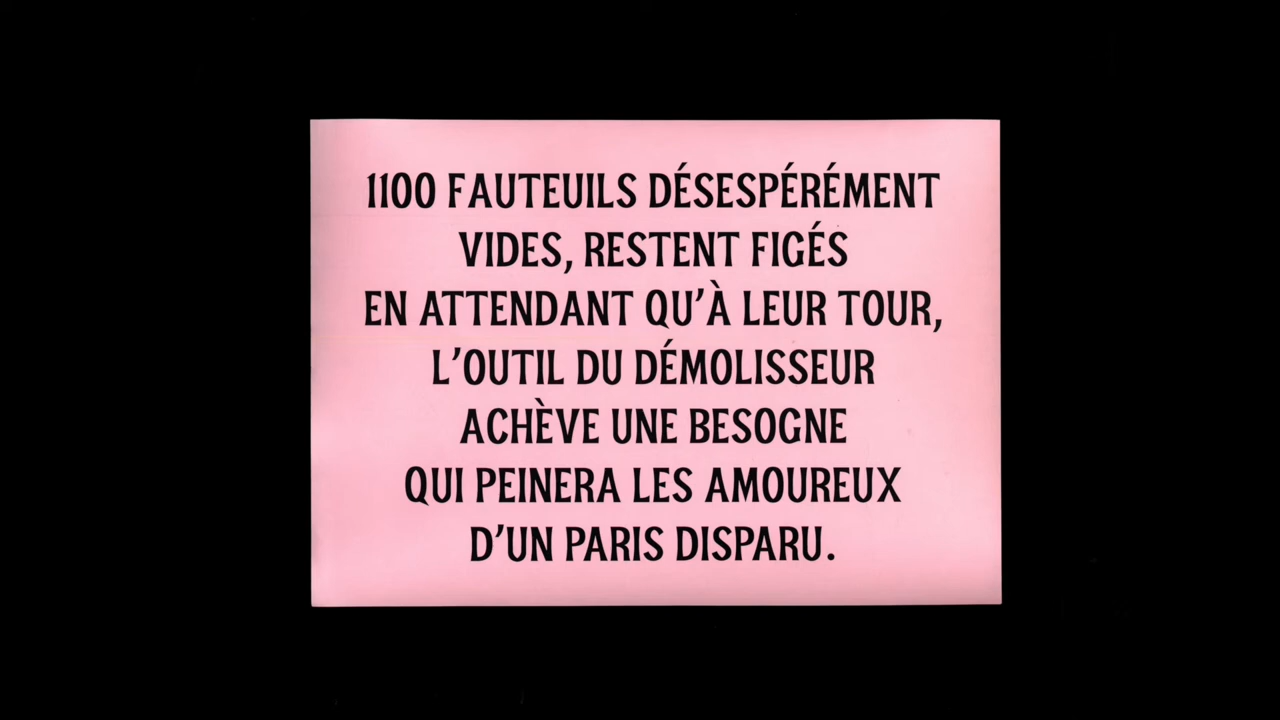 1100 FAUTEUILS DÉSESPÉRÉMENT
VIDES, RESTENT FIGÉS
EN ATTENDANT QU’À LEUR TOUR,
L’OUTIL DU DÉMOLISSEUR
ACHÈVE UNE BESOGNE
QUI PEINERA LES AMOUREUX
D’UN PARIS DISPARU.